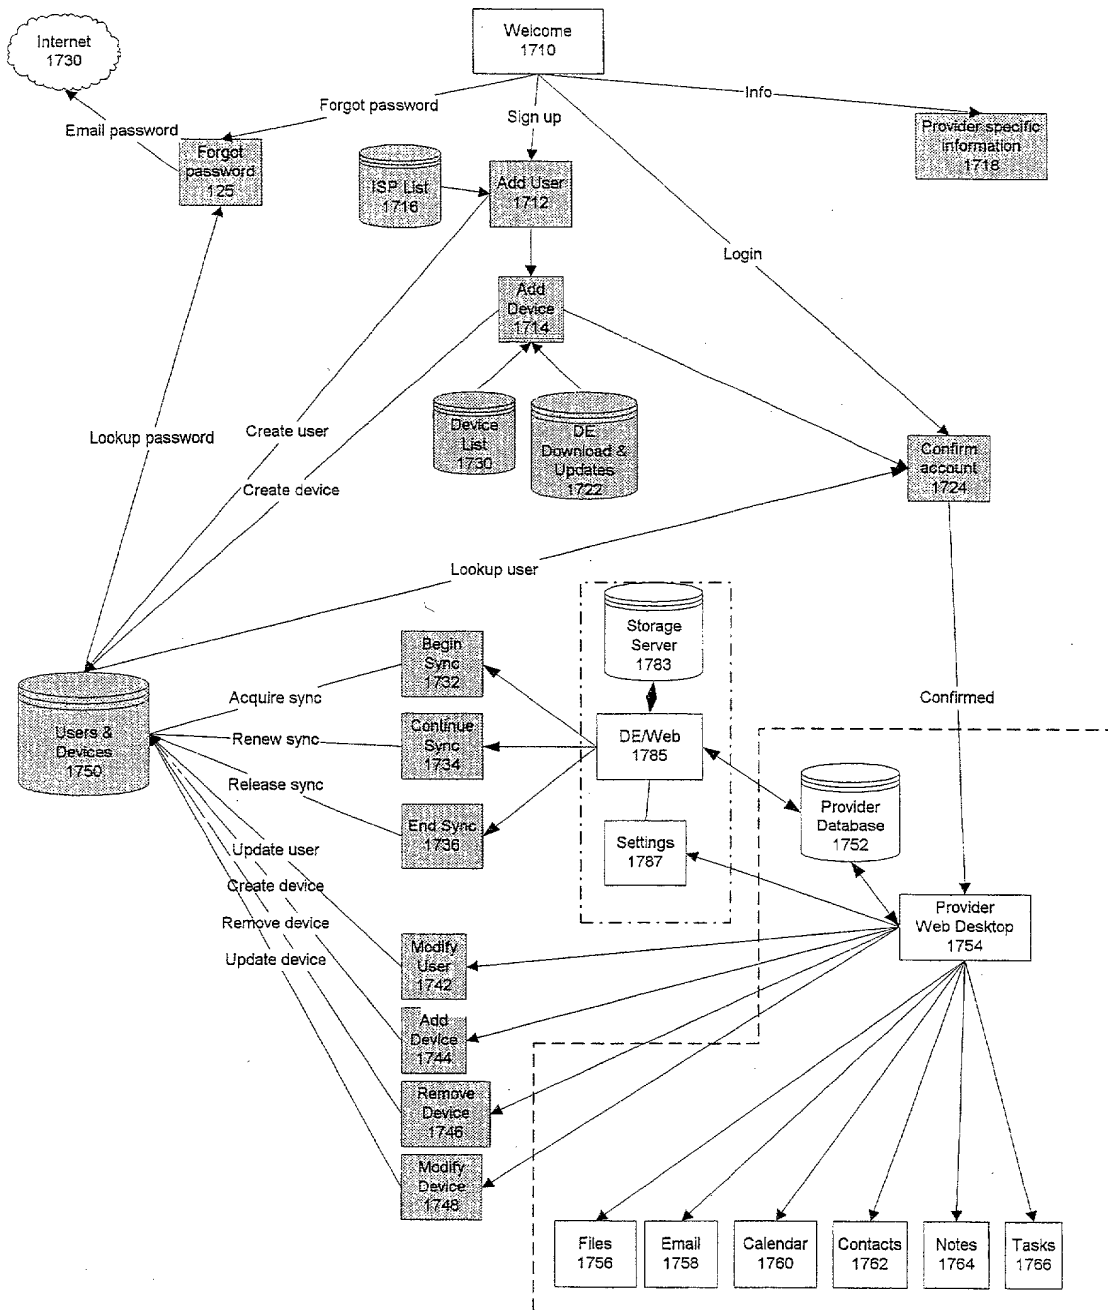 Internet
1730
Welcome
1710
Forgot password
Info
Sign up
Email password
Provider specific
information
1718
Forgot
password
125
ISP List
1716
Add User
1712
Login
Add
Device
1714
Device
List
1730
DE
Download &
Updates
1722
Lookup password
Create user
Create device
Confirm
account
1724
Lookup user
Storage
Server
1783
Begin
Sync
1732
Acquire sync
Confirmed
Users &
Devices
1750
Renew sync
Continue
Sync
1734
DE/Web
1785
Release sync
Provider
Database
1752
End Sync
1736
Settings
1787
Update user
Create device
Remove device
Update device
Provider
Web Desktop
1754
Modify
User
1742
Add
Device
1744
Remove
Device
1746
Modify
Device
1748
Files
1756
Email
1758
Calendar
1760
Contacts
1762
Notes
1764
Tasks
1766